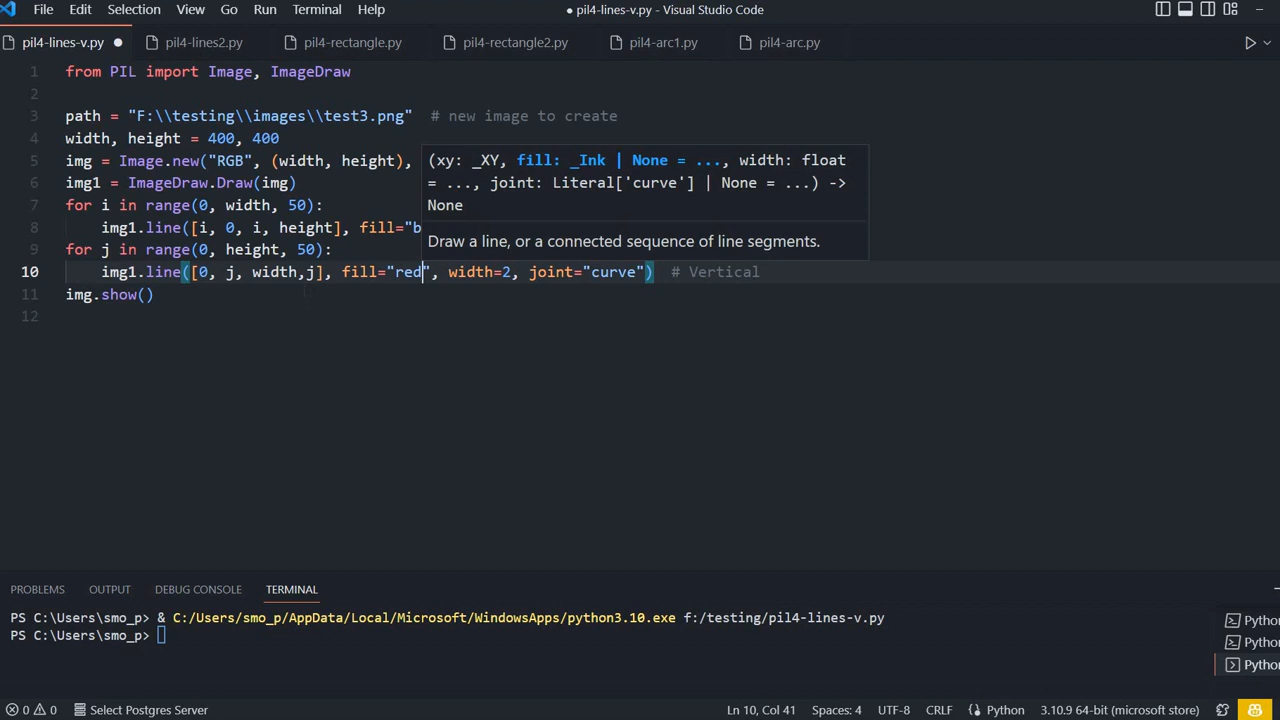 File Edit Selection View Go Run Terminal Help ● pil4-lines-v.py - Visual Studio Code
pil4-lines-v.py ● pil4-lines2.py pil4-rectangle.py pil4-rectangle2.py pil4-arc1.py pil4-arc.py
1 from PIL import Image, ImageDraw
2
3 path = "F:\\testing\\images\\test3.png" # new image to create
4 width, height = 400, 400
5 img = Image.new("RGB", (width, height),
(xy: _XY, fill: _Ink | None = ..., width: float
6 img1 = ImageDraw.Draw(img)
= ..., joint: Literal['curve'] | None = ...) ->
7 for i in range(0, width, 50):
None
8 img1.line([i, 0, i, height], fill="b
Draw a line, or a connected sequence of line segments.
9 for j in range(0, height, 50):
10 img1.line([0, j, width,j], fill="red", width=2, joint="curve") # Vertical
11 img.show()
12
PROBLEMS OUTPUT DEBUG CONSOLE TERMINAL
PS C:\Users\smo_p> & C:/Users/smo_p/AppData/Local/Microsoft/WindowsApps/python3.10.exe f:/testing/pil4-lines-v.py
PS C:\Users\smo_p>
Pytho
Pytho
Pytho
0 0 Select Postgres Server Ln 10, Col 41 Spaces: 4 UTF-8 CRLF Python 3.10.9 64-bit (microsoft store)